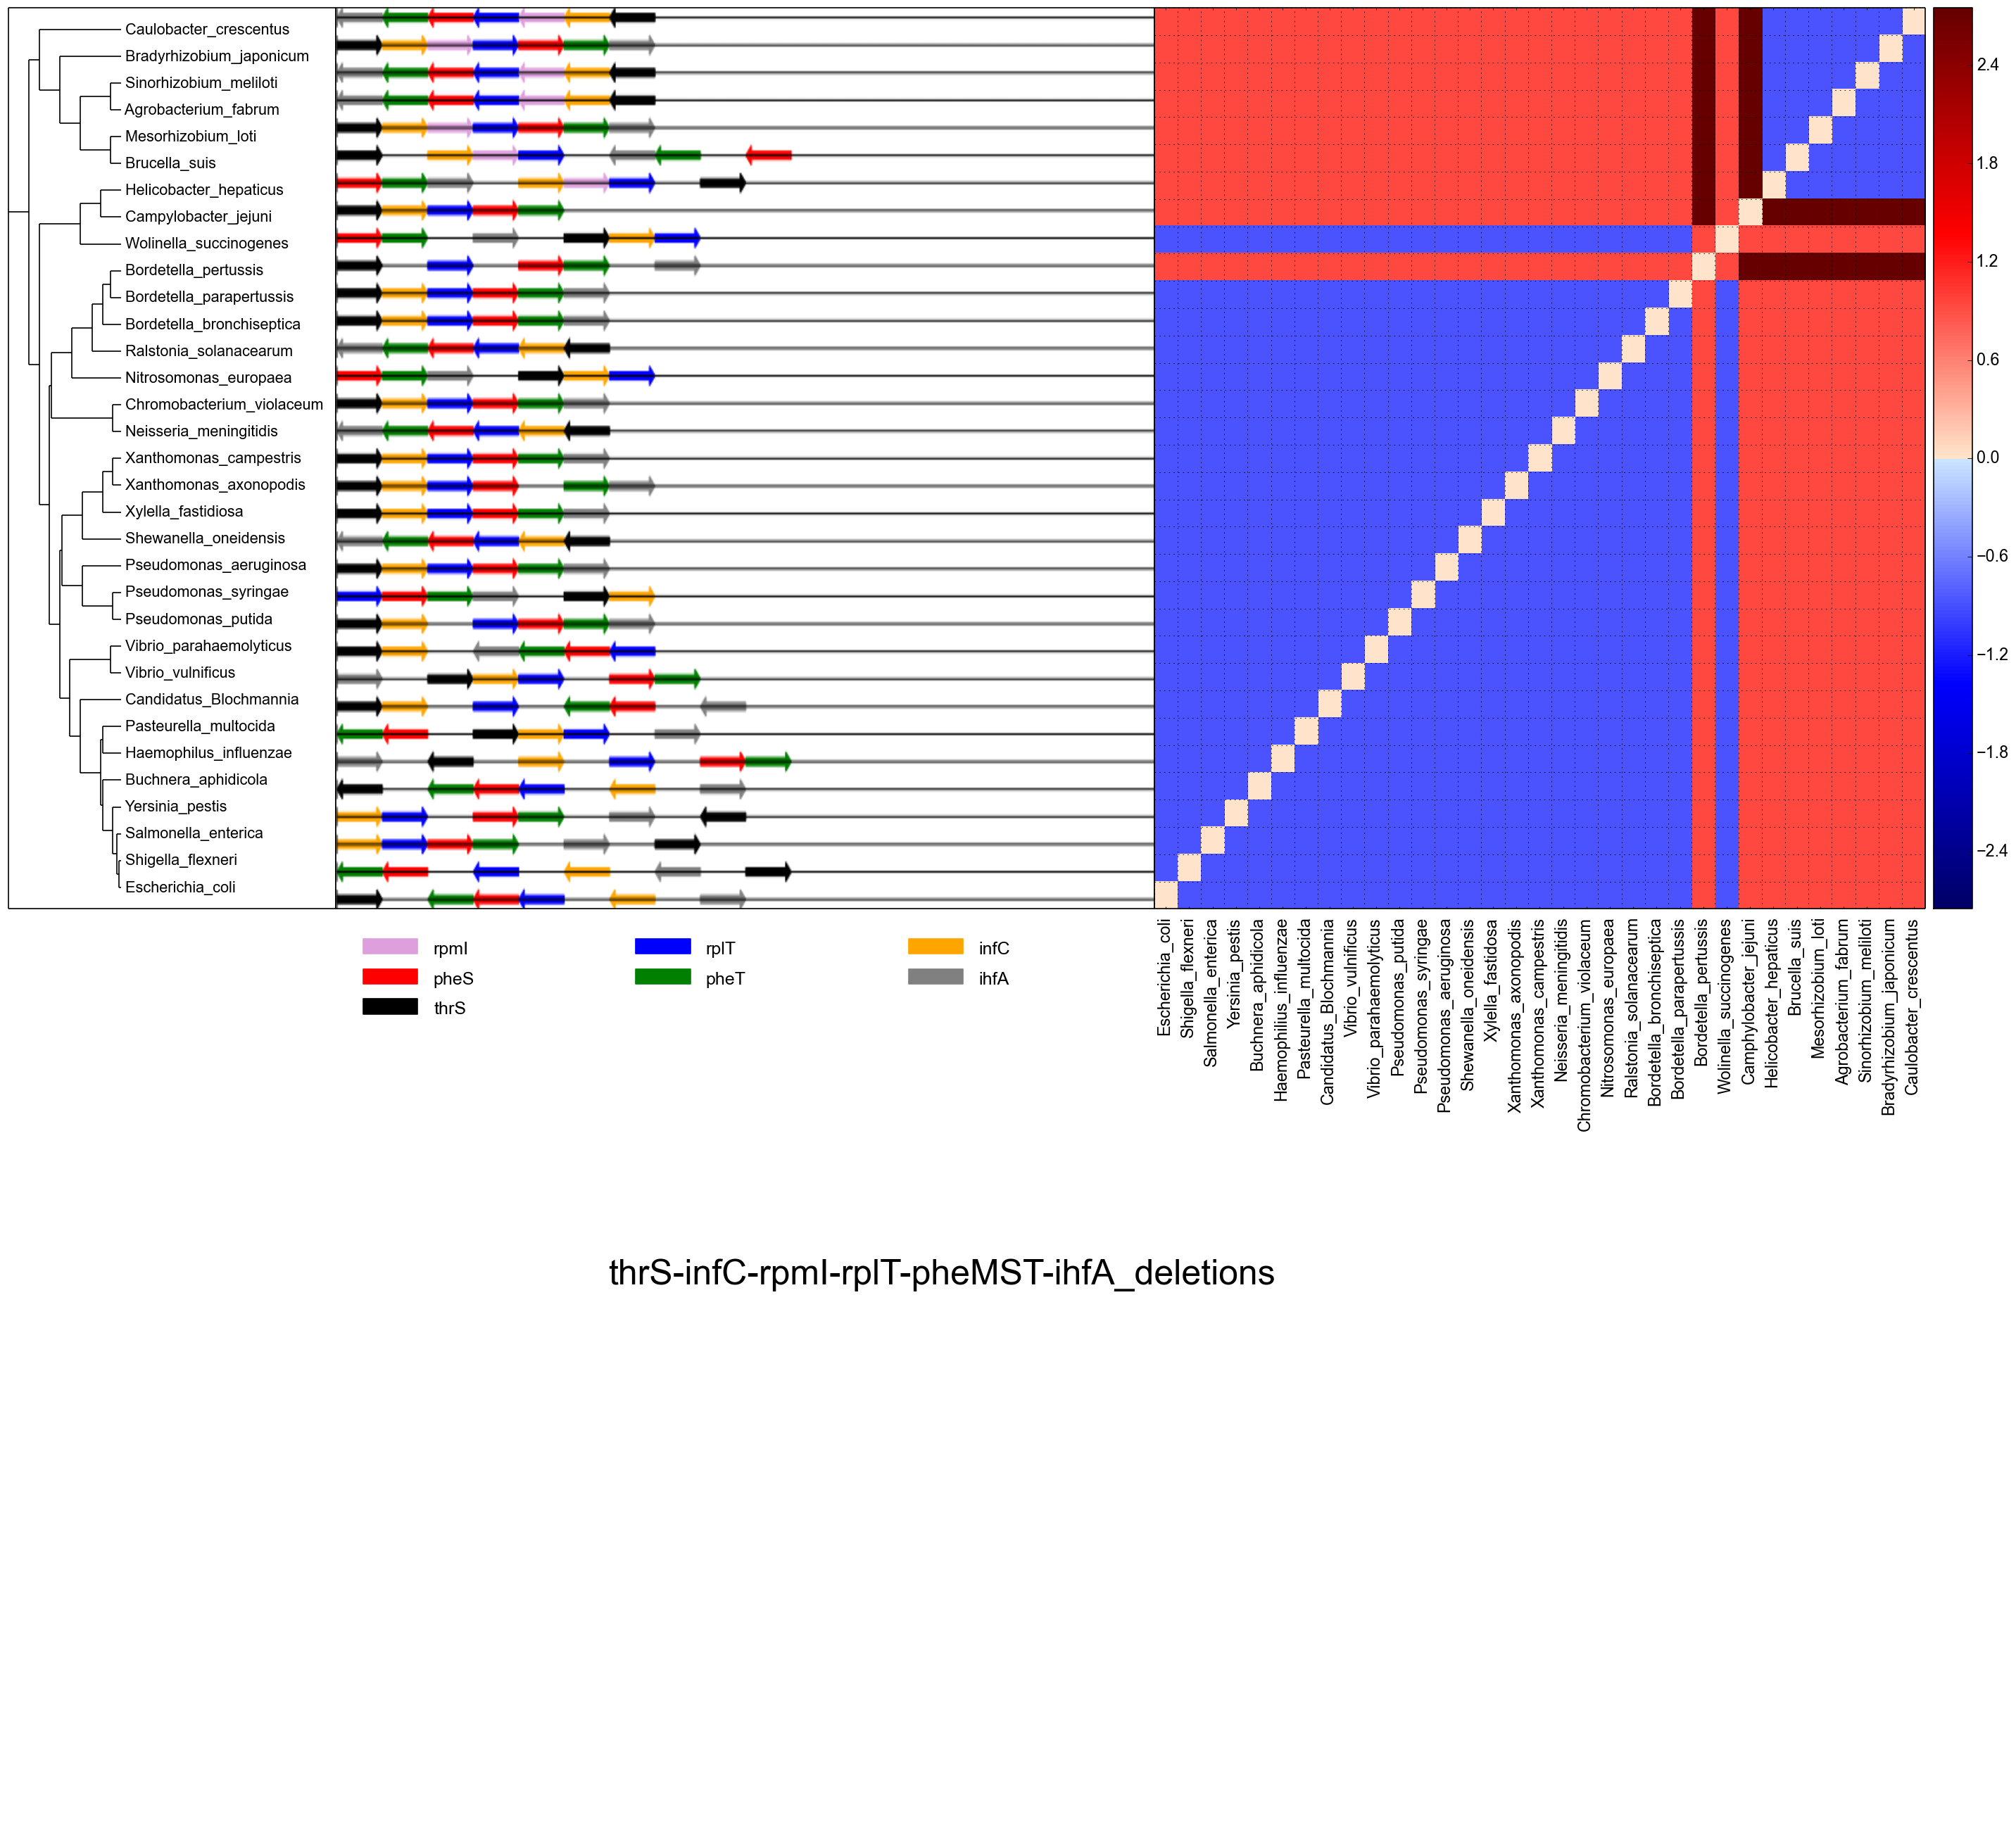 Caulobacter_crescentus
Bradyrhizobium_japonicum
Sinorhizobium_meliloti
Agrobacterium_fabrum
Mesorhizobium_loti
Brucella_suis
Helicobacter_hepaticus
Campylobacter_jejuni
Wolinella_succinogenes
Bordetella_pertussis
Bordetella_parapertussis
Bordetella_bronchiseptica
Ralstonia_solanacearum
Nitrosomonas_europaea
Chromobacterium_violaceum
Neisseria_meningitidis
Xanthomonas_campestris
Xanthomonas_axonopodis
Xylella_fastidiosa
Shewanella_oneidensis
Pseudomonas_aeruginosa
Pseudomonas_syringae
Pseudomonas_putida
Vibrio_parahaemolyticus
Vibrio_vulnificus
Candidatus_Blochmannia
Pasteurella_multocida
Haemophilus_influenzae
Buchnera_aphidicola
Yersinia_pestis
Salmonella_enterica
Shigella_flexneri
Escherichia_coli
2.4
1.8
1.2
0.6
0.0
−0.6
−1.2
−1.8
−2.4
Escherichia_coli
Shigella_flexneri
Salmonella_enterica
Yersinia_pestis
Buchnera_aphidicola
Haemophilus_influenzae
Pasteurella_multocida
Candidatus_Blochmannia
Vibrio_vulnificus
Vibrio_parahaemolyticus
Pseudomonas_putida
Pseudomonas_syringae
Pseudomonas_aeruginosa
Shewanella_oneidensis
Xylella_fastidosa
Xanthomonas_axonopodis
Xanthomonas_campestris
Neisseria_meningitidis
Chromobacterium_violaceum
Nitrosomonas_europaea
Ralstonia_solanacearum
Bordetella_bronchiseptica
Bordetella_parapertussis
Bordetella_pertussis
Wolinella_succinogenes
Camphylobacter_jejuni
Helicobacter_hepaticus
Brucella_suis
Mesorhizobium_loti
Agrobacterium_fabrum
Sinorhizobium_meliloti
Bradyrhizobium_japonicum
Caulobacter_crescentus
rpmI rplT infC
pheS pheT ihfA
thrS
thrS-infC-rpmI-rplT-pheMST-ihfA_deletions